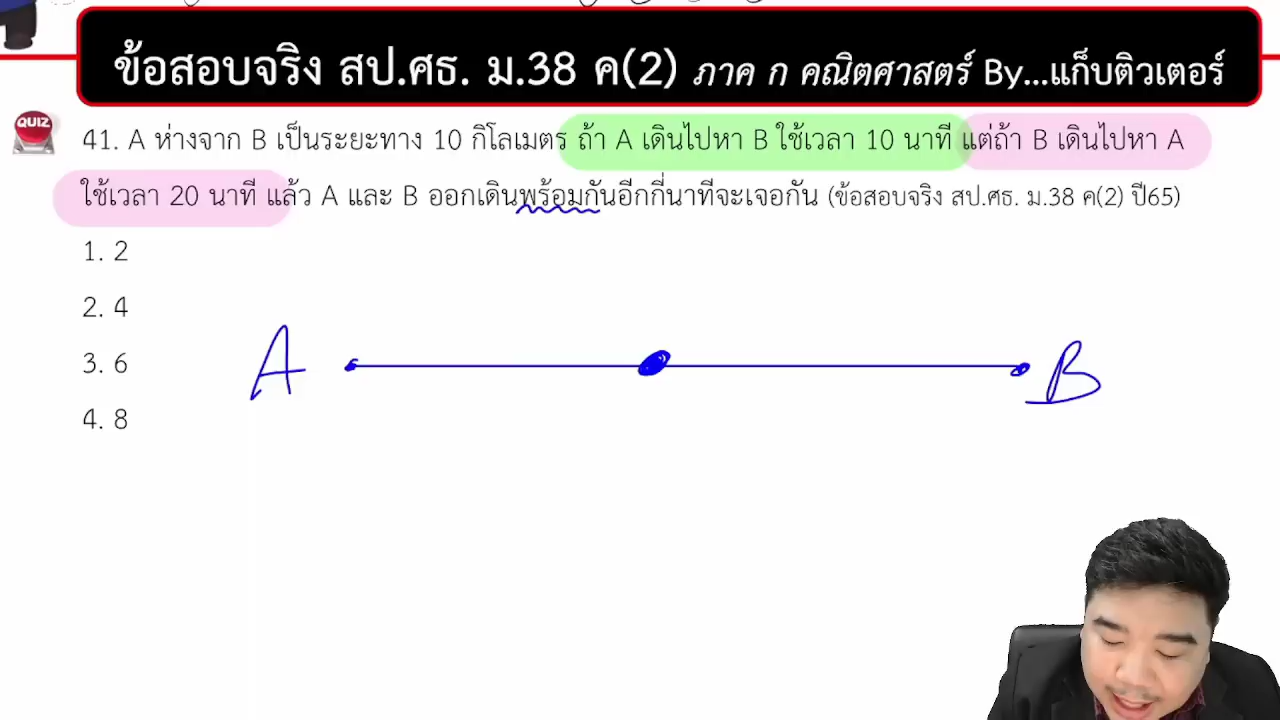 ข้อสอบจริง สป.ศธ. ม.38 ค(2) ภาค ก คณิตศาสตร์ By...แก็บติวเตอร์
QUIZ
41. A ห่างจาก B เป็นระยะทาง 10 กิโลเมตร ถ้า A เดินไปหา B ใช้เวลา 10 นาที แต่ถ้า B เดินไปหา A
ใช้เวลา 20 นาที แล้ว A และ B ออกเดินพร้อมกันอีกกี่นาทีจะเจอกัน (ข้อสอบจริง สป.ศธ. ม.38 ค(2) ปี65)
1. 2
2. 4
3. 6
4. 8
A B